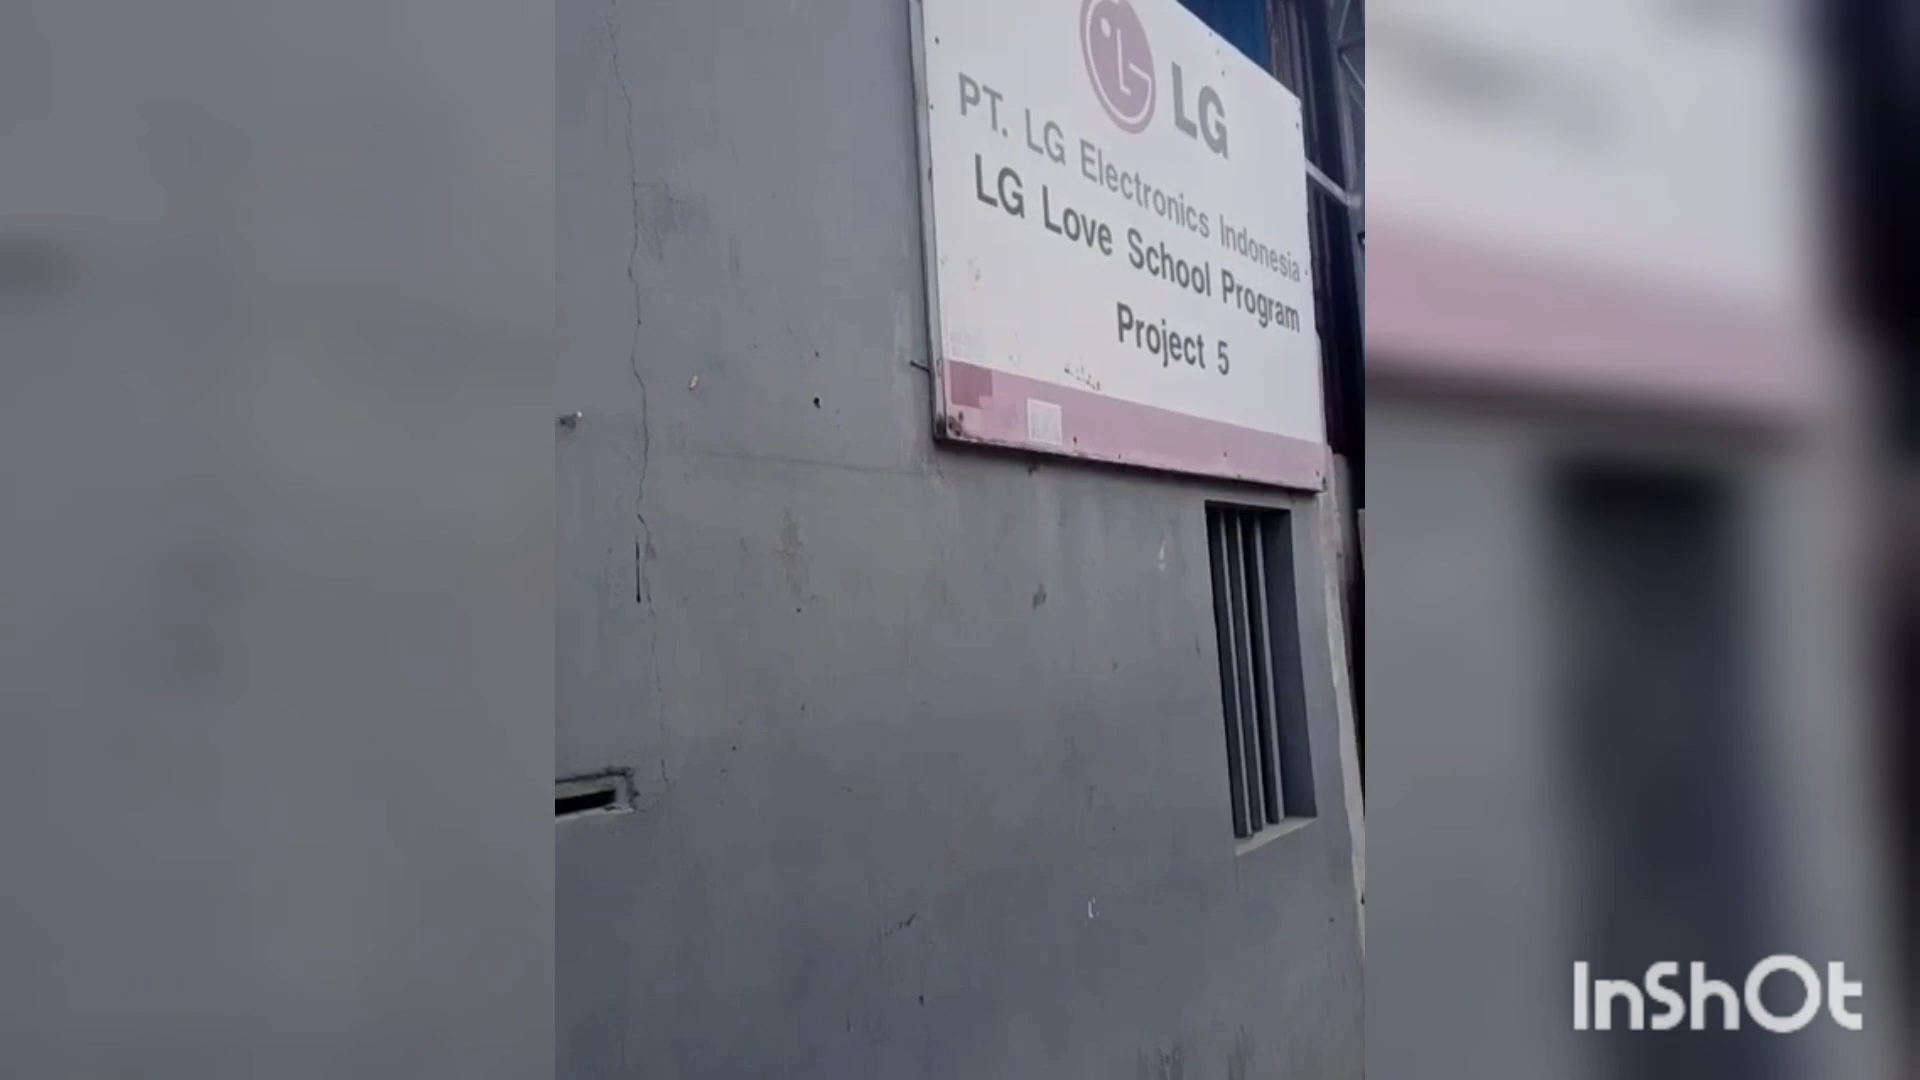 LG
PT. LG Electronics Indonesia
LG Love School Program
Project 5
InShOt